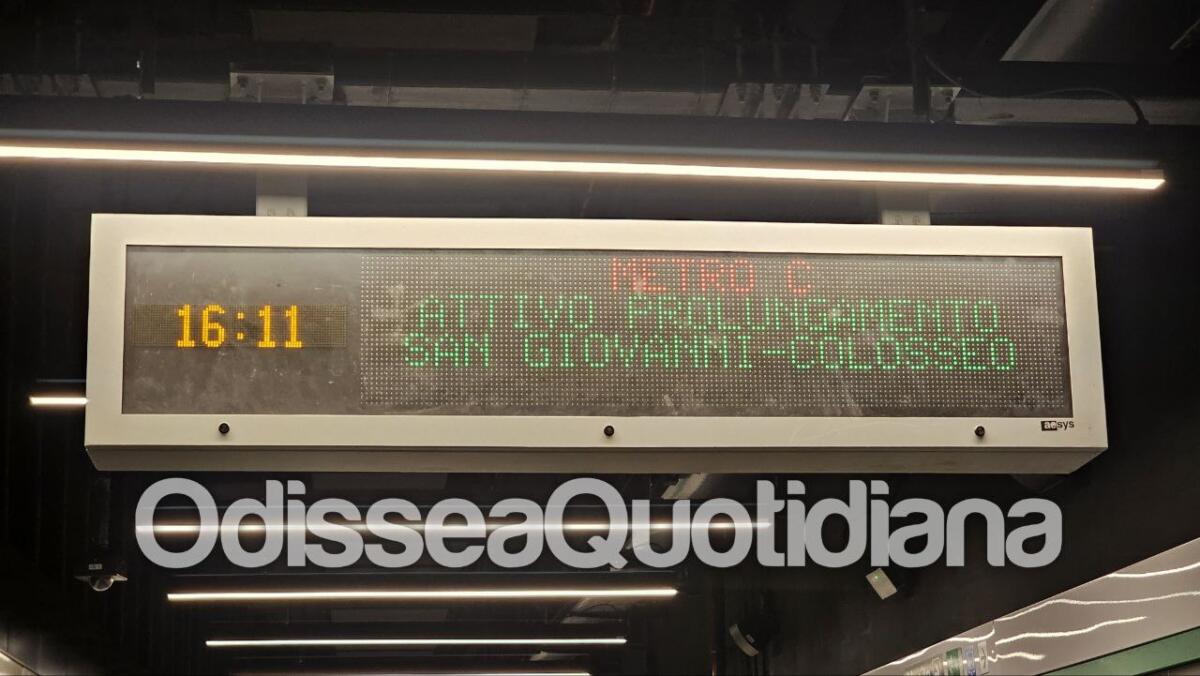 METRO C
16:11
ATTIVO PROLUNGAMENTO
SAN GIOVANNI-COLOSSEO
aesys
OdisseaQuotidiana